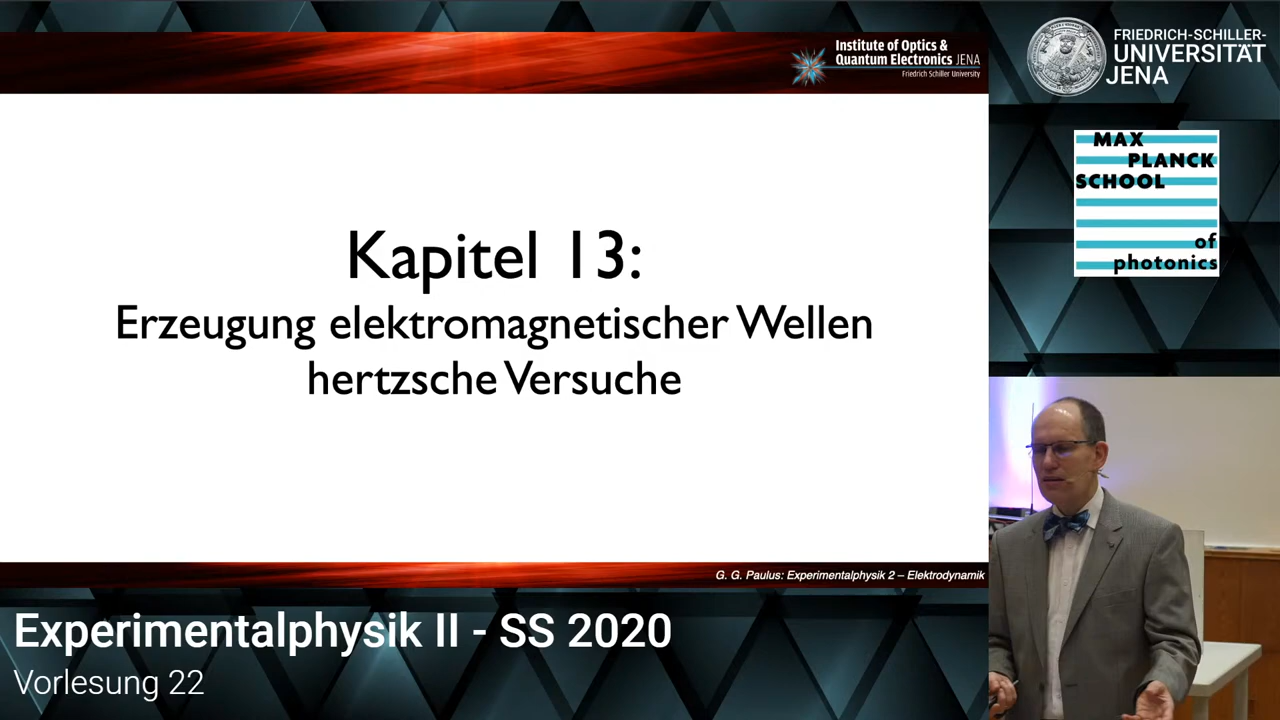 Institute of Optics &
Quantum Electronics JENA
Friedrich Schiller University
Kapitel 13:
Erzeugung elektromagnetischer Wellen
hertzsche Versuche
G. G. Paulus: Experimentalphysik 2 – Elektrodynamik
Experimentalphysik II - SS 2020
Vorlesung 22
FRIEDRICH-SCHILLER-
UNIVERSITÄT
JENA
MAX
PLANCK
SCHOOL
of
photonics